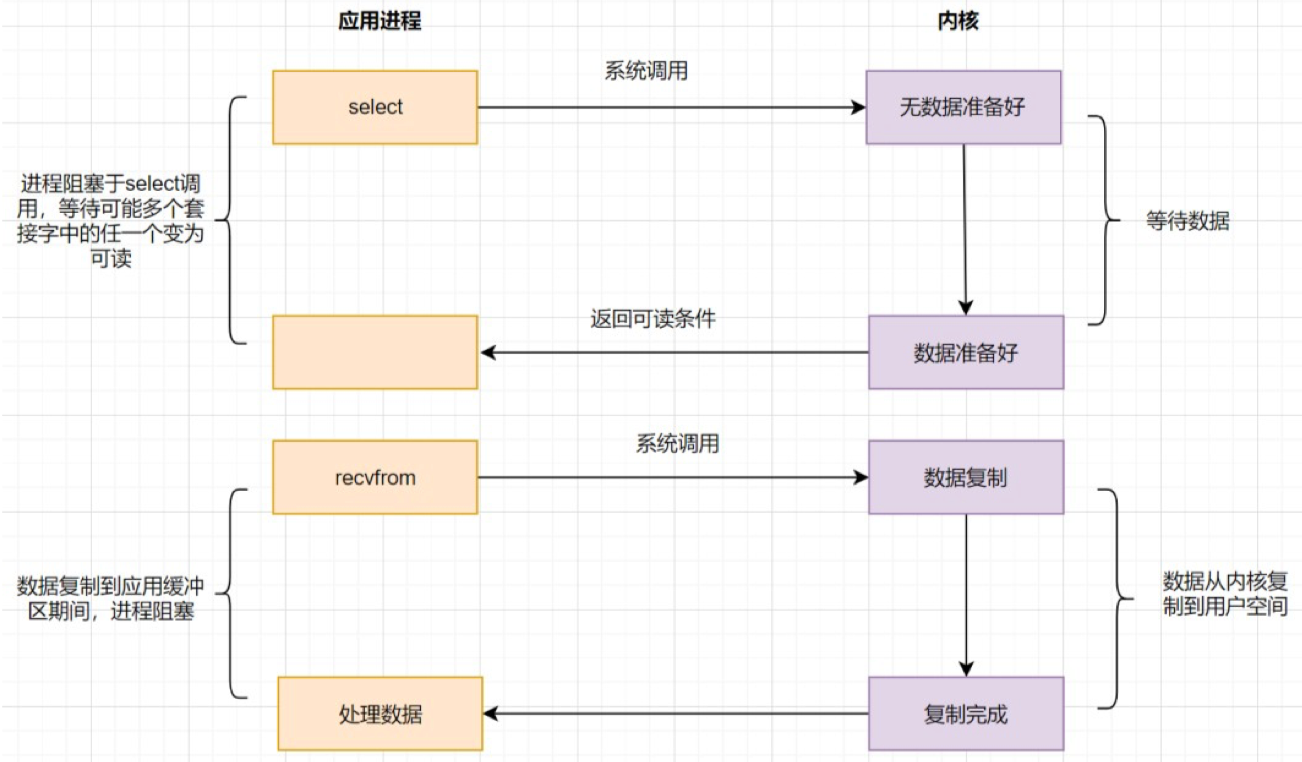 应用进程
内核
系统调用
select
无数据准备好
进程阻塞于select调
用，等待可能多个套
接字中的任一个变为
可读
等待数据
返回可读条件
数据准备好
系统调用
recvfrom
数据复制
数据复制到应用缓冲
区期间，进程阻塞
数据从内核复
制到用户空间
处理数据
复制完成